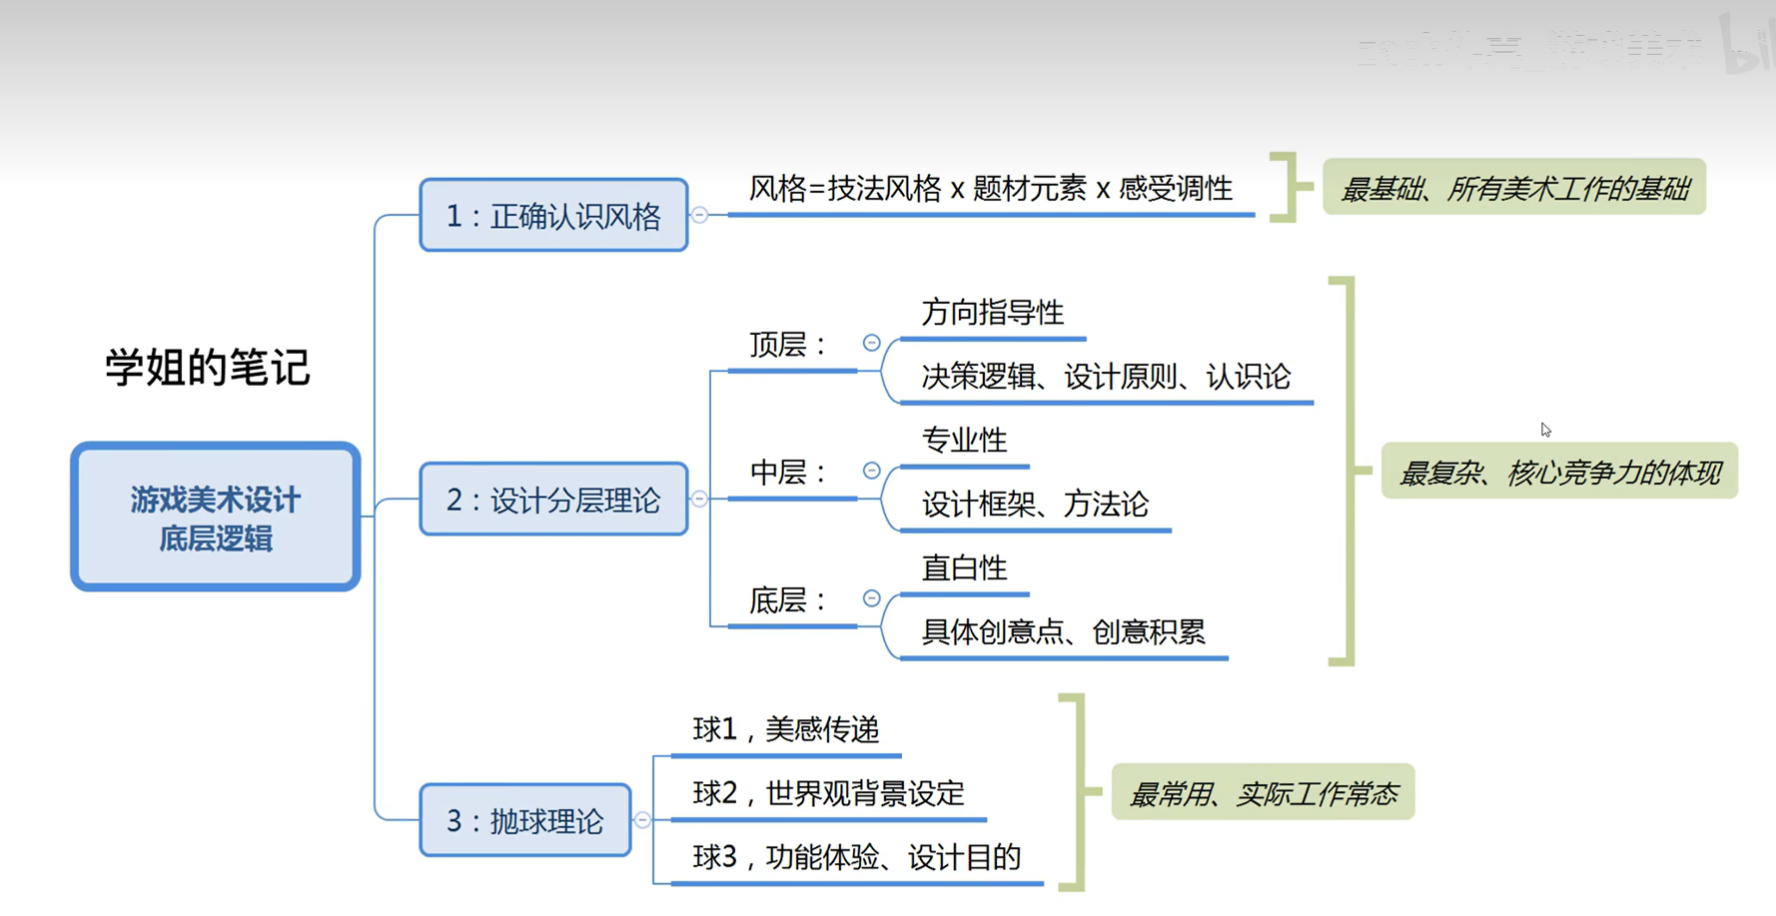 学姐的笔记
游戏美术设计
底层逻辑
1：正确认识风格
风格=技法风格 x 题材元素 x 感受调性
最基础、所有美术工作的基础
2：设计分层理论
顶层：
方向指导性
决策逻辑、设计原则、认识论
中层：
专业性
设计框架、方法论
底层：
直白性
具体创意点、创意积累
最复杂、核心竞争力的体现
3：抛球理论
球1，美感传递
球2，世界观背景设定
球3，功能体验、设计目的
最常用、实际工作常态